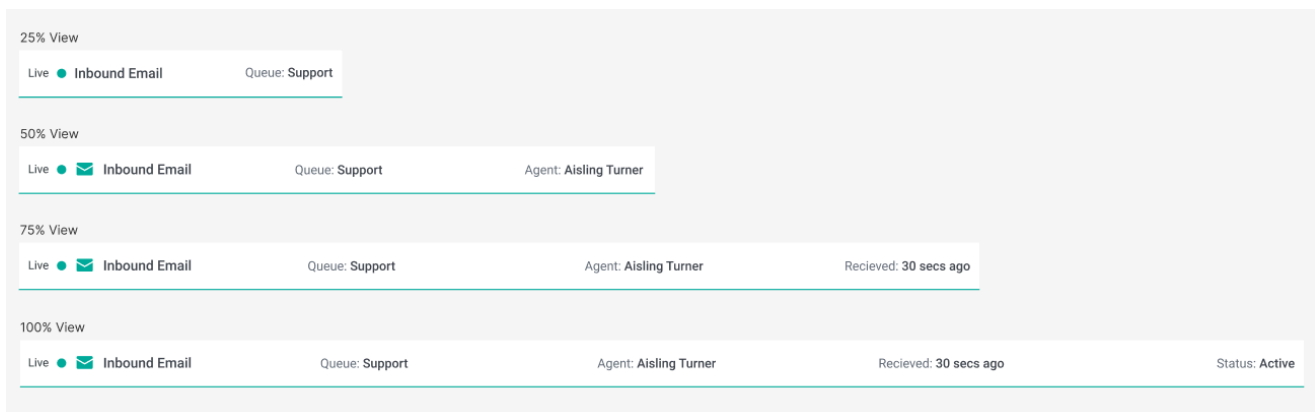 25% View
Live Inbound Email Queue: Support
50% View
Live Inbound Email Queue: Support Agent: Aisling Turner
75% View
Live Inbound Email Queue: Support Agent: Aisling Turner Recieved: 30 secs ago
100% View
Live Inbound Email Queue: Support Agent: Aisling Turner Recieved: 30 secs ago Status: Active